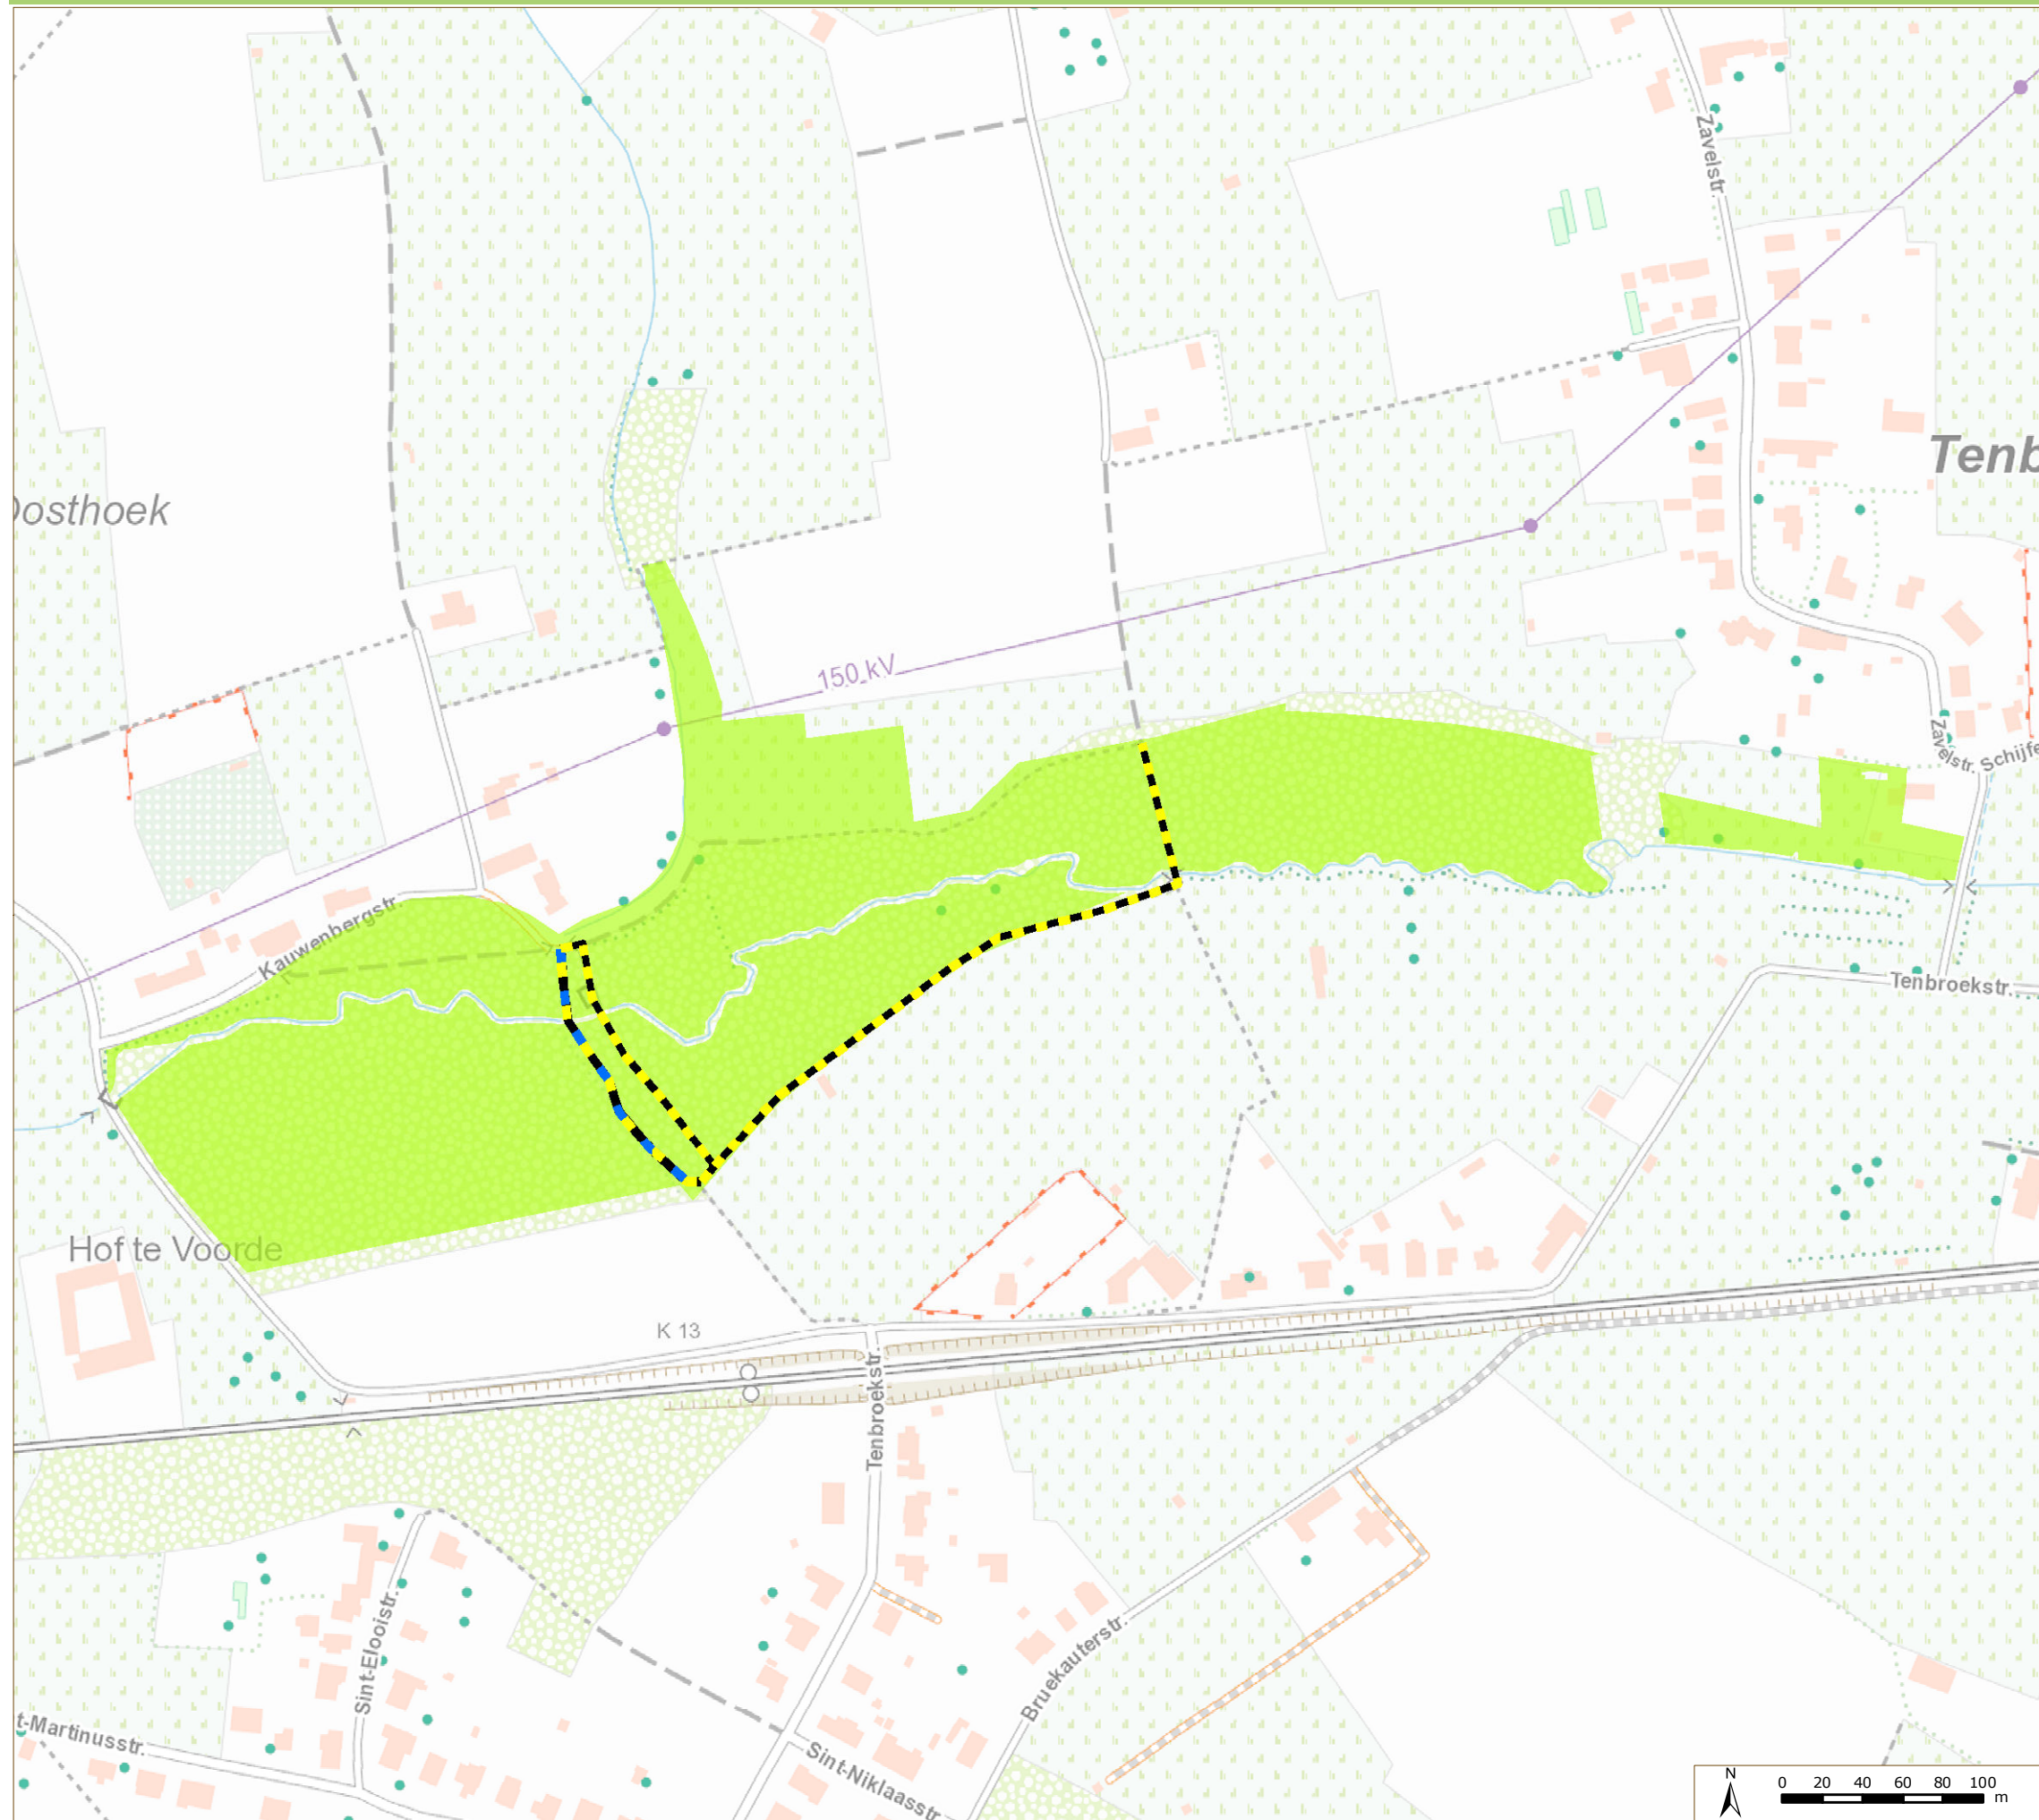 Zavelstr.
Tenb
Oosthoek
150 kV
Zavelstr.
Schijfe
Kauwenbergstr.
Tenbroekstr.
Hof te Voorde
K 13
Tenbroekstr.
Sint-Elooistr.
Bruekauterstr.
t-Martinusstr.
Sint-Niklaasstr
N
0 20 40 60 80 100
m